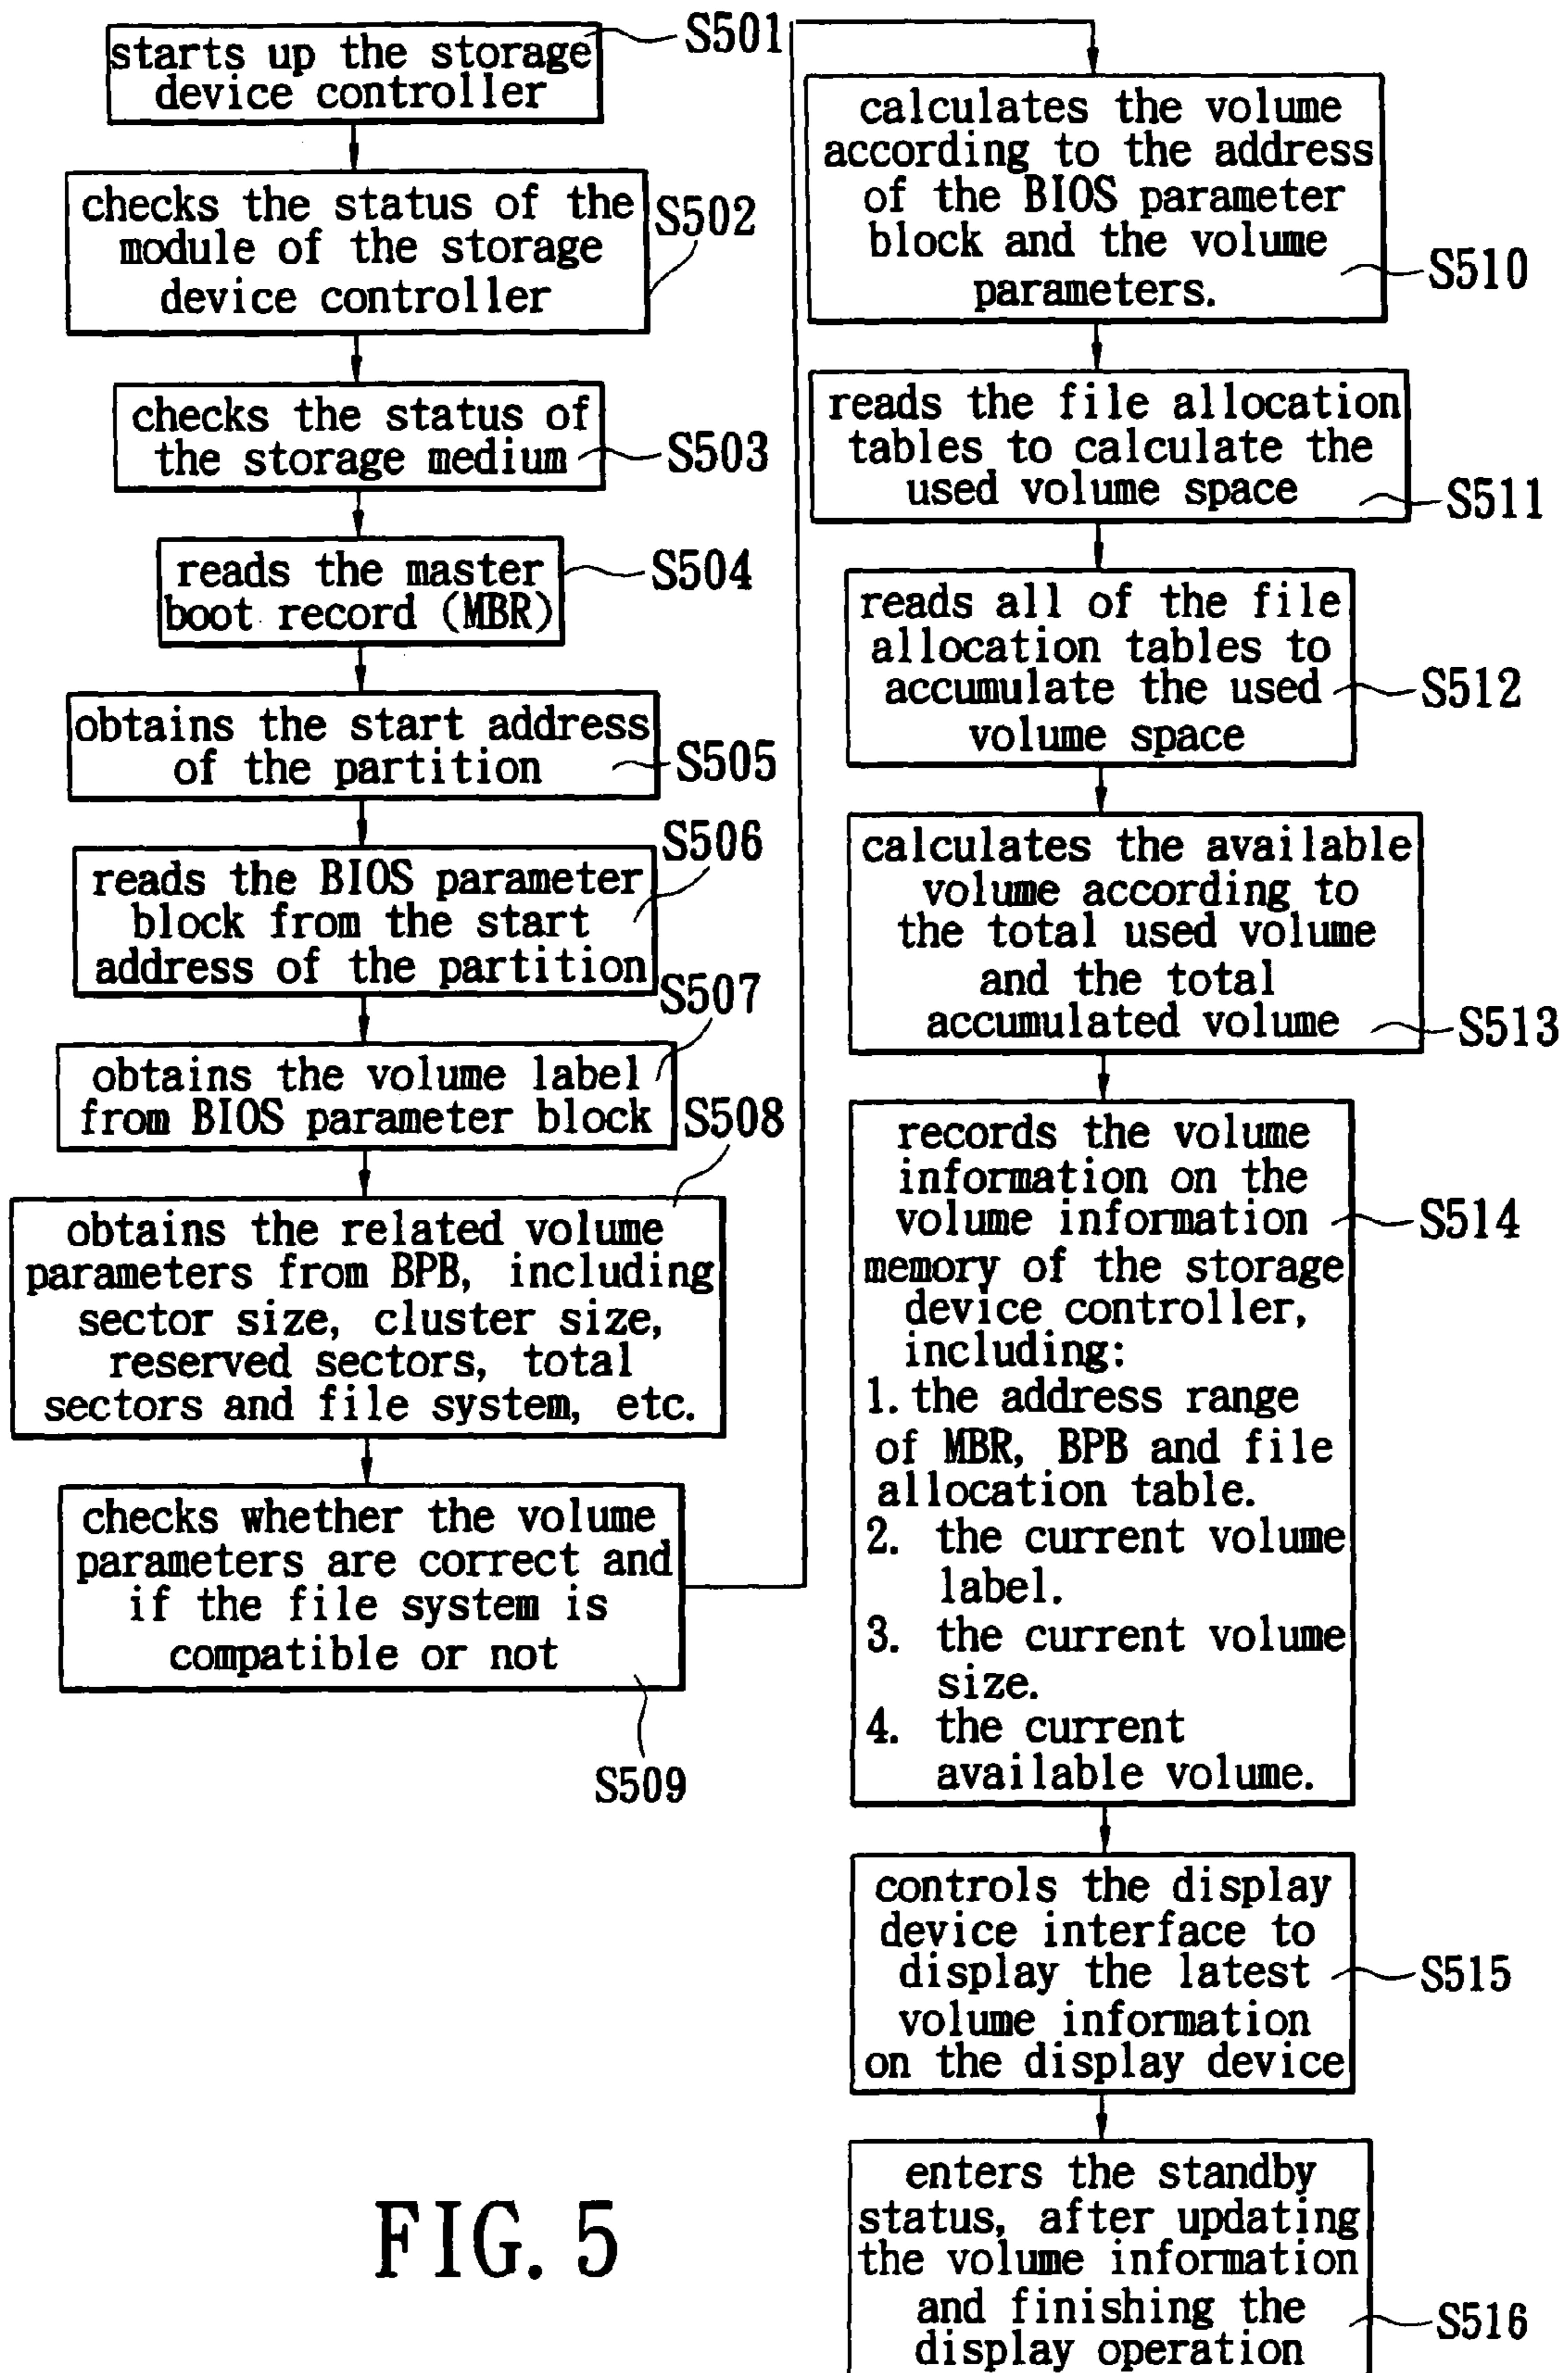 starts up the storage
device controller
S501
checks the status of the
module of the storage
device controller
S502
checks the status of
the storage medium
S503
reads the master
boot record (MBR)
S504
obtains the start address
of the partition
S505
reads the BIOS parameter
block from the start
address of the partition
S506
obtains the volume label
from BIOS parameter block
S507
obtains the related volume
parameters from BPB, including
sector size, cluster size,
reserved sectors, total
sectors and file system, etc.
S508
checks whether the volume
parameters are correct and
if the file system is
compatible or not
S509
calculates the volume
according to the address
of the BIOS parameter
block and the volume
parameters.
S510
reads the file allocation
tables to calculate the
used volume space
S511
reads all of the file
allocation tables to
accumulate the used
volume space
S512
calculates the available
volume according to
the total used volume
and the total
accumulated volume
S513
records the volume
information on the
volume information
memory of the storage
device controller,
including:
1. the address range
of MBR, BPB and file
allocation table.
2. the current volume
label.
3. the current volume
size.
4. the current
available volume.
S514
controls the display
device interface to
display the latest
volume information
on the display device
S515
enters the standby
status, after updating
the volume information
and finishing the
display operation
S516
FIG. 5